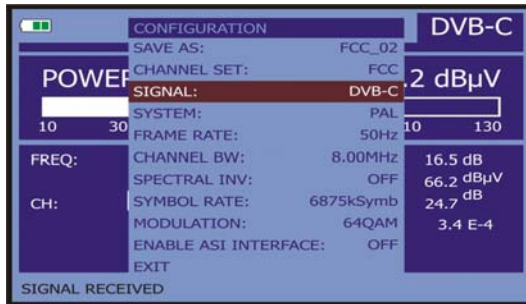 CONFIGURATION
DVB-C
SAVE AS: FCC_02
CHANNEL SET: FCC
SIGNAL: DVB-C
SYSTEM: PAL
FRAME RATE: 50Hz
CHANNEL BW: 8.00MHz
SPECTRAL INV: OFF
SYMBOL RATE: 6875kSymb
MODULATION: 64QAM
ENABLE ASI INTERFACE: OFF
EXIT
POWER
.2 dBµV
10 30 10 130
FREQ: 16.5 dB
66.2 dBµV
CH: 24.7 dB
3.4 E-4
SIGNAL RECEIVED